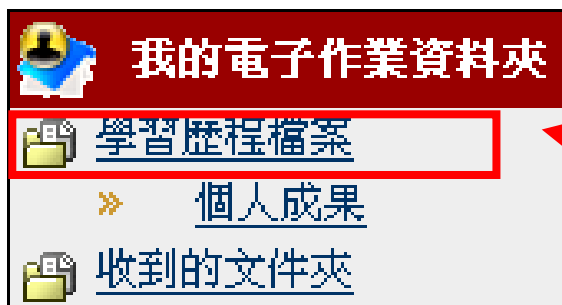 我的電子作業資料夾
學習歷程檔案
» 個人成果
收到的文件夾